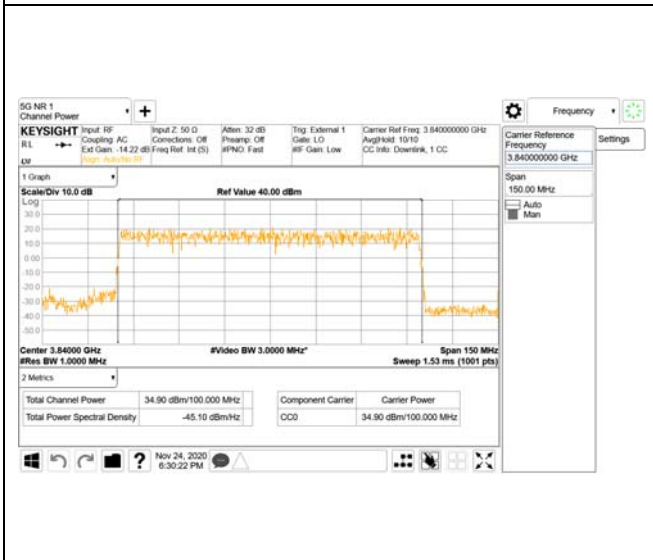 5G NR 1
Channel Power
+
Frequency
KEYSIGHT Input: RF Input Z: 50 Ω Atten: 32 dB Trig: External 1 Carrier Ref Freq: 3.840000000 GHz
RL Coupling: AC Corrections: Off Preamp: Off Gate: LO Avg|Hold: 10/10
Ext Gain: -14.22 dB Freq Ref: Int (S) #PNO: Fast #IF Gain: Low CC Info: Downlink, 1 CC
LXI Align: Auto/No RF
Carrier Reference
Frequency
3.840000000 GHz
Settings
Span
150.00 MHz
Auto
Man
1 Graph
Scale/Div 10.0 dB Ref Value 40.00 dBm
Log
30.0
20.0
10.0
0.00
-10.0
-20.0
-30.0
-40.0
-50.0
Center 3.84000 GHz #Video BW 3.0000 MHz* Span 150 MHz
#Res BW 1.0000 MHz Sweep 1.53 ms (1001 pts)
2 Metrics
Total Channel Power 34.90 dBm/100.000 MHz Component Carrier Carrier Power
Total Power Spectral Density -45.10 dBm/Hz CC0 34.90 dBm/100.000 MHz
? Nov 24, 2020
6:30:22 PM